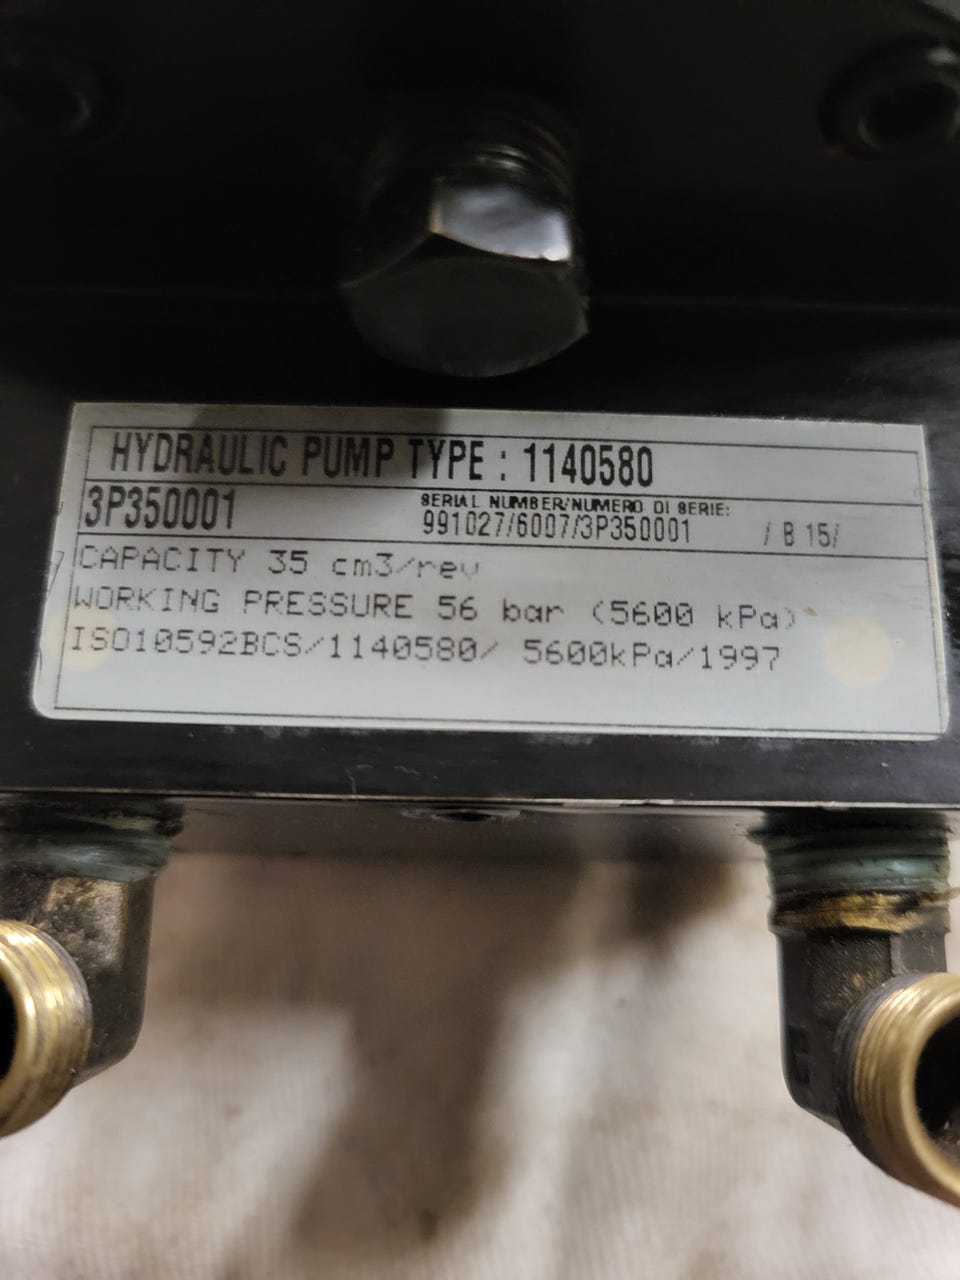 HYDRAULIC PUMP TYPE : 1140580
3P350001
SERIAL NUMBER/NUMERO DI SERIE:
991027/6007/3P350001 / B 15/
CAPACITY 35 cm3/rev
WORKING PRESSURE 56 bar (5600 kPa)
ISO10592BCS/1140580/ 5600kPa/1997